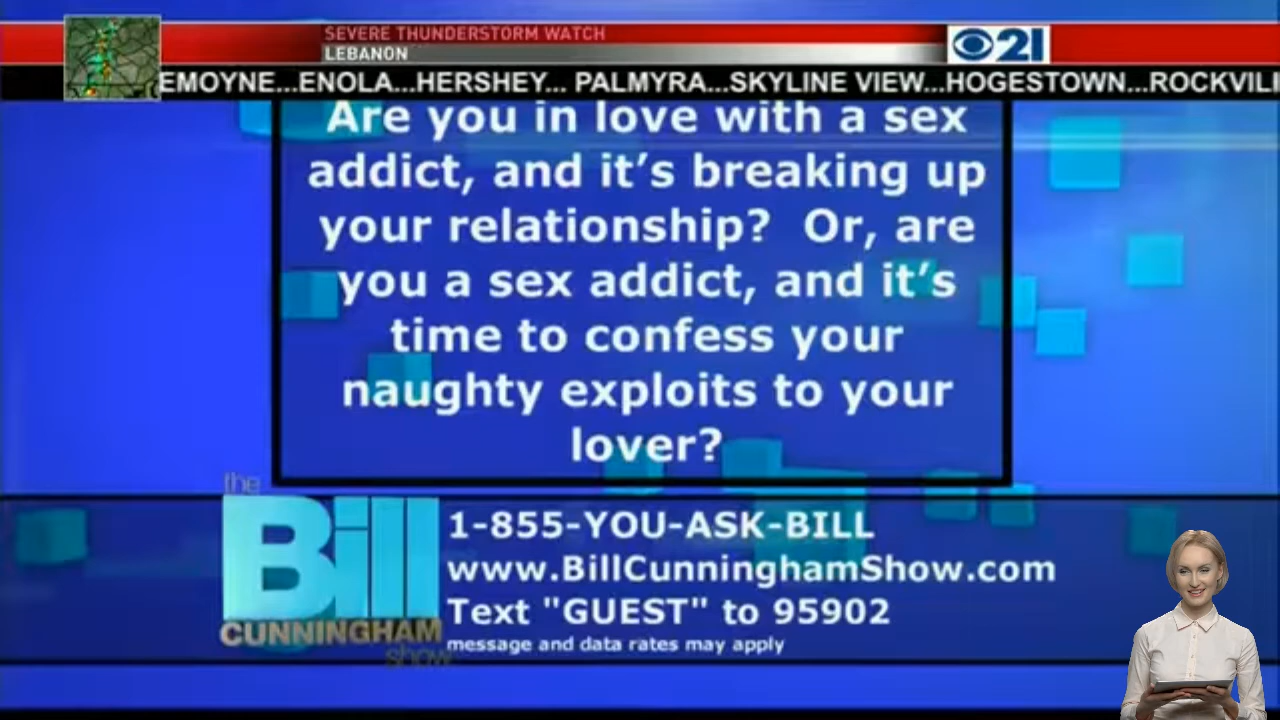 SEVERE THUNDERSTORM WATCH
LEBANON
21
EMOYNE...ENOLA...HERSHEY... PALMYRA...SKYLINE VIEW...HOGESTOWN...ROCKVILL
Are you in love with a sex
addict, and it's breaking up
your relationship?  Or, are
you a sex addict, and it's
time to confess your
naughty exploits to your
lover?
the
Bill
CUNNINGHAM
show
1-855-YOU-ASK-BILL
www.BillCunninghamShow.com
Text "GUEST" to 95902
message and data rates may apply